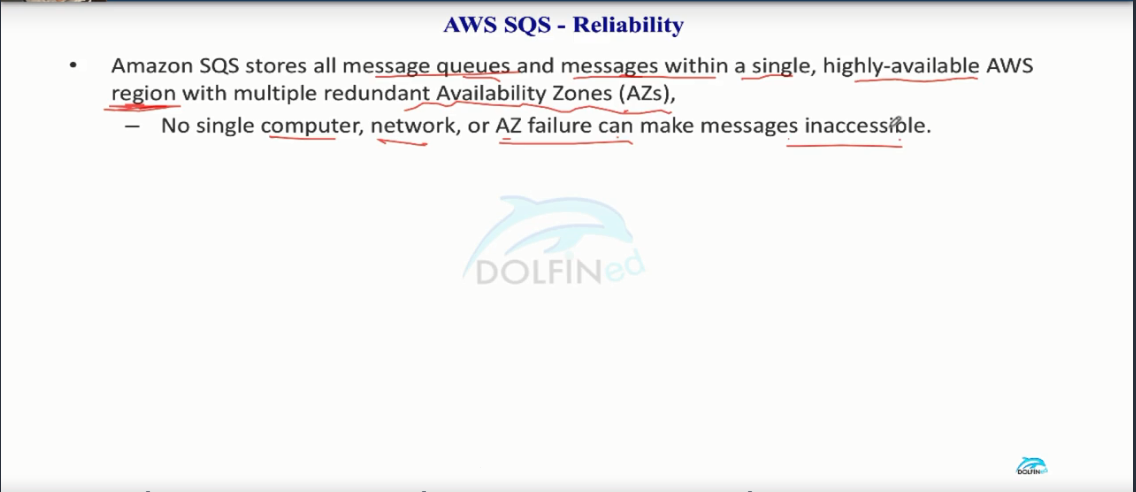 AWS SQS - Reliability
• Amazon SQS stores all message queues and messages within a single, highly-available AWS
region with multiple redundant Availability Zones (AZs),
– No single computer, network, or AZ failure can make messages inaccessible.
DOLFINed
DOLFINed